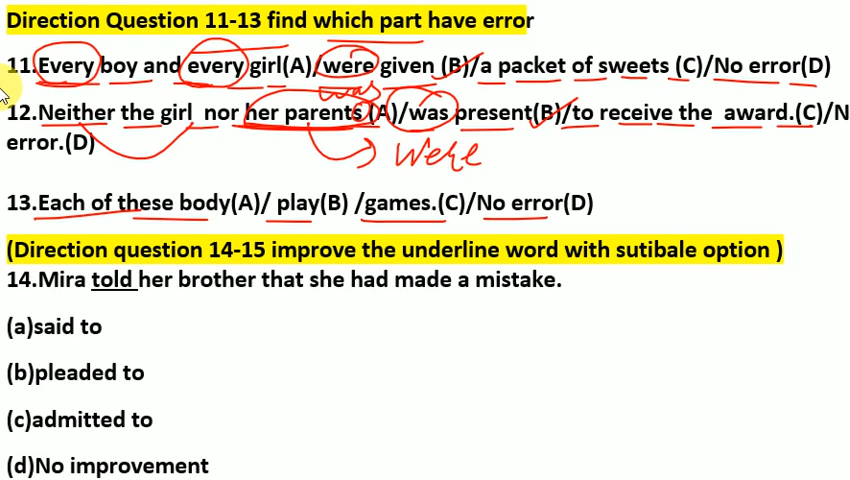 Direction Question 11-13 find which part have error
11.Every boy and every girl(A)/were given (B)/a packet of sweets (C)/No error(D)
was
12.Neither the girl nor her parents (A)/was present(B)/to receive the award.(C)/N
error.(D)
were
13.Each of these body(A)/ play(B) /games.(C)/No error(D)
(Direction question 14-15 improve the underline word with sutibale option )
14.Mira told her brother that she had made a mistake.
(a)said to
(b)pleaded to
(c)admitted to
(d)No improvement